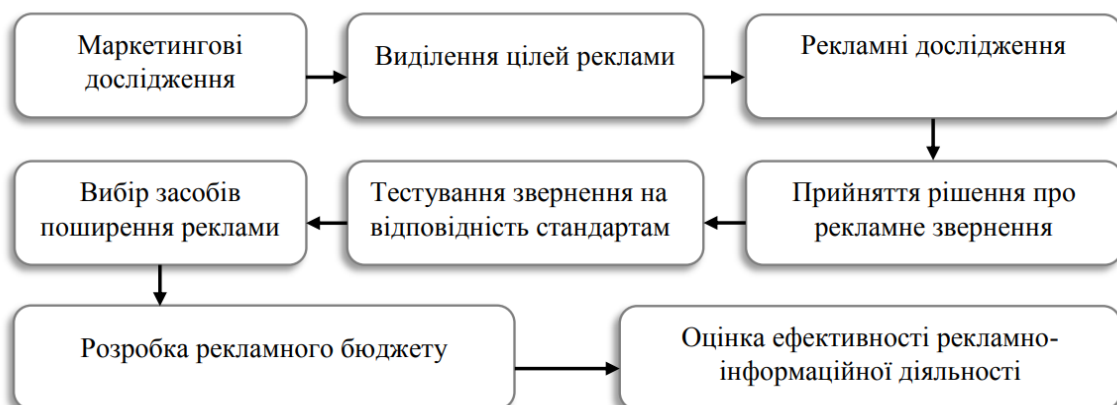 Маркетингові
дослідження
Виділення цілей реклами
Рекламні дослідження
Прийняття рішення про
рекламне звернення
Тестування звернення на
відповідність стандартам
Вибір засобів
поширення реклами
Розробка рекламного бюджету
Оцінка ефективності рекламно-
інформаційної діяльності